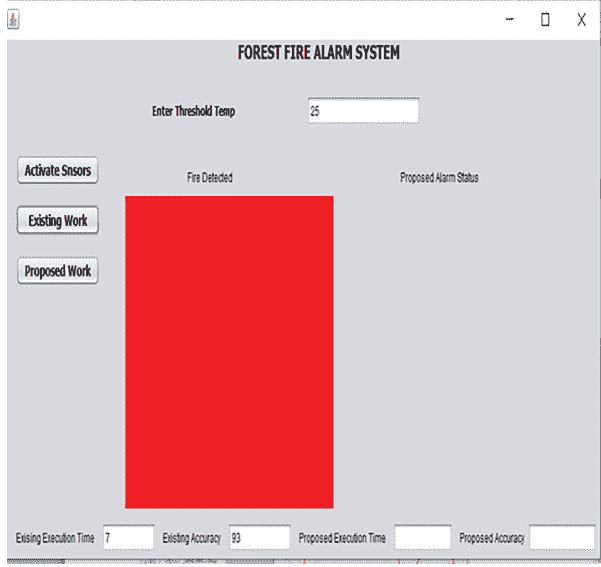 FOREST FIRE ALARM SYSTEM
Enter Threshold Temp 25
Activate Snsors
Fire Detected Proposed Alarm Status
Existing Work
Proposed Work
Exising Execution Time 7 Existing Accuracy 93 Proposed Execution Time Proposed Accuracy